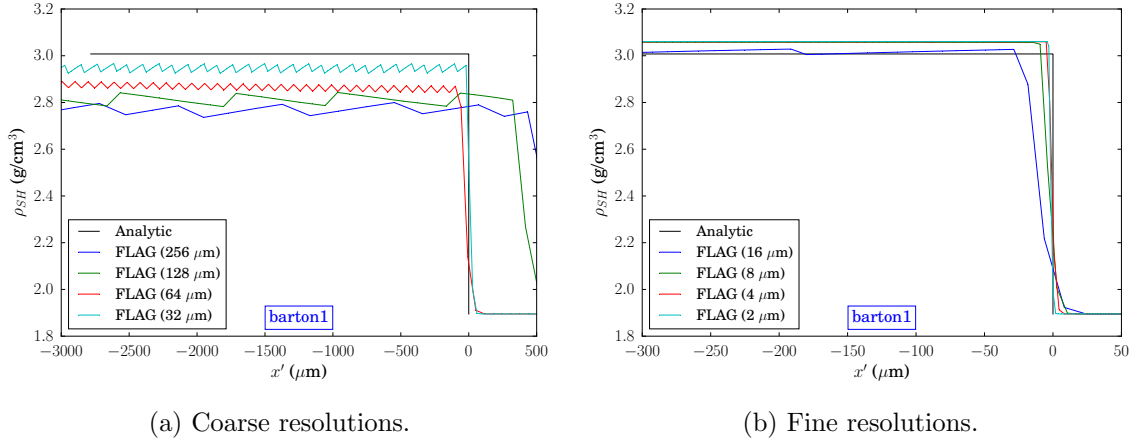 3.2
3.0
2.8
2.6
2.4
2.2
2.0
1.8
ρ_SH (g/cm³)
Analytic
FLAG (256 μm)
FLAG (128 μm)
FLAG (64 μm)
FLAG (32 μm)
barton1
−3000 −2500 −2000 −1500 −1000 −500 0 500
x′ (μm)
(a) Coarse resolutions.
3.2
3.0
2.8
2.6
2.4
2.2
2.0
1.8
ρ_SH (g/cm³)
Analytic
FLAG (16 μm)
FLAG (8 μm)
FLAG (4 μm)
FLAG (2 μm)
barton1
−300 −250 −200 −150 −100 −50 0 50
x′ (μm)
(b) Fine resolutions.